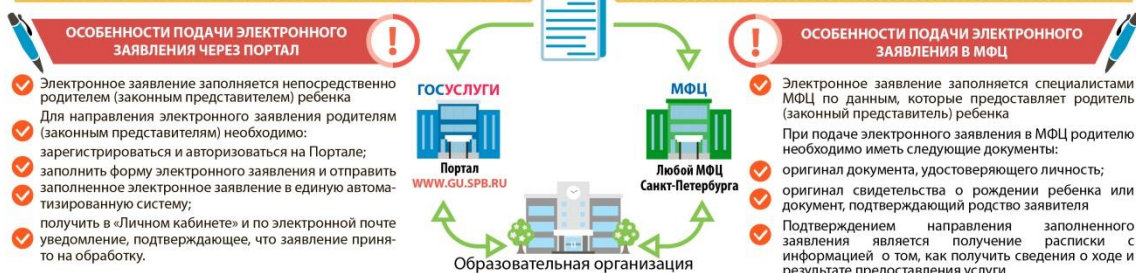 ОСОБЕННОСТИ ПОДАЧИ ЭЛЕКТРОННОГО
ЗАЯВЛЕНИЯ ЧЕРЕЗ ПОРТАЛ
Электронное заявление заполняется непосредственно
родителем (законным представителем) ребенка
Для направления электронного заявления родителям
(законным представителям) необходимо:
зарегистрироваться и авторизоваться на Портале;
заполнить форму электронного заявления и отправить
заполненное электронное заявление в единую автома-
тизированную систему;
получить в «Личном кабинете» и по электронной почте
уведомление, подтверждающее, что заявление приня-
то на обработку.
ГОСУСЛУГИ
Портал
WWW.GU.SPB.RU
МФЦ
Любой МФЦ
Санкт-Петербурга
Образовательная организация
ОСОБЕННОСТИ ПОДАЧИ ЭЛЕКТРОННОГО
ЗАЯВЛЕНИЯ В МФЦ
Электронное заявление заполняется специалистами
МФЦ по данным, которые предоставляет родитель
(законный представитель) ребенка
При подаче электронного заявления в МФЦ родителю
необходимо иметь следующие документы:
оригинал документа, удостоверяющего личность;
оригинал свидетельства о рождении ребенка или
документ, подтверждающий родство заявителя
Подтверждением направления заполненного
заявления является получение расписки с
информацией о том, как получить сведения о ходе и
результате предоставления услуги